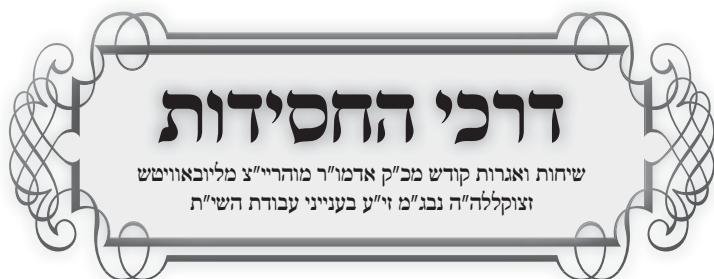 דרכי החסידות
שיחות ואגרות קודש מכ"ק אדמו"ר מוהריי"צ מליובאוויטש
זצוקללה"ה נבג"מ זי"ע בענייני עבודת השי"ת